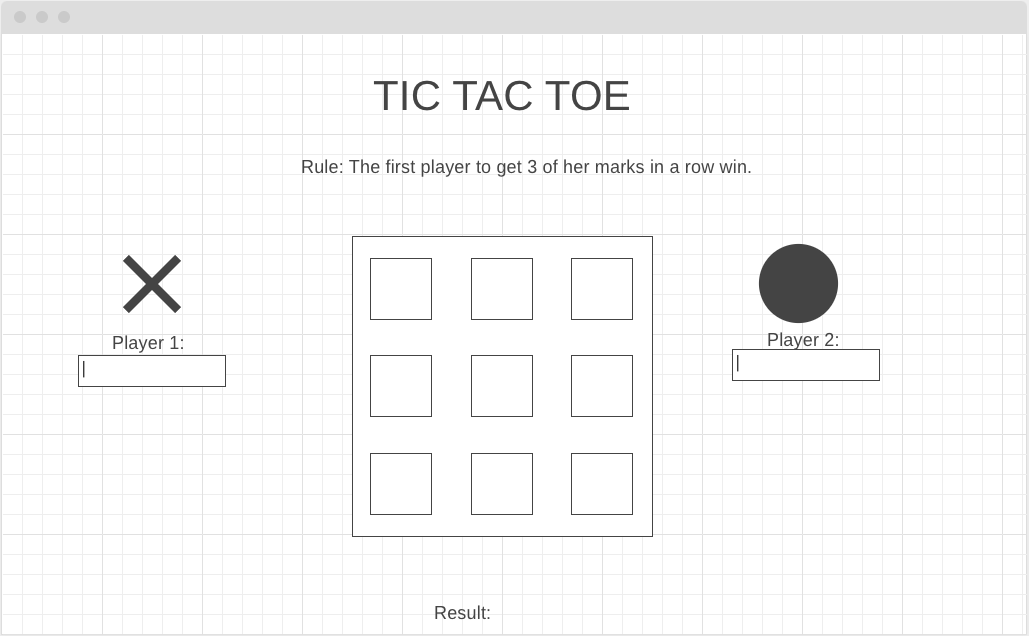 TIC TAC TOE
Rule: The first player to get 3 of her marks in a row win.
Player 1:
Player 2:
Result: